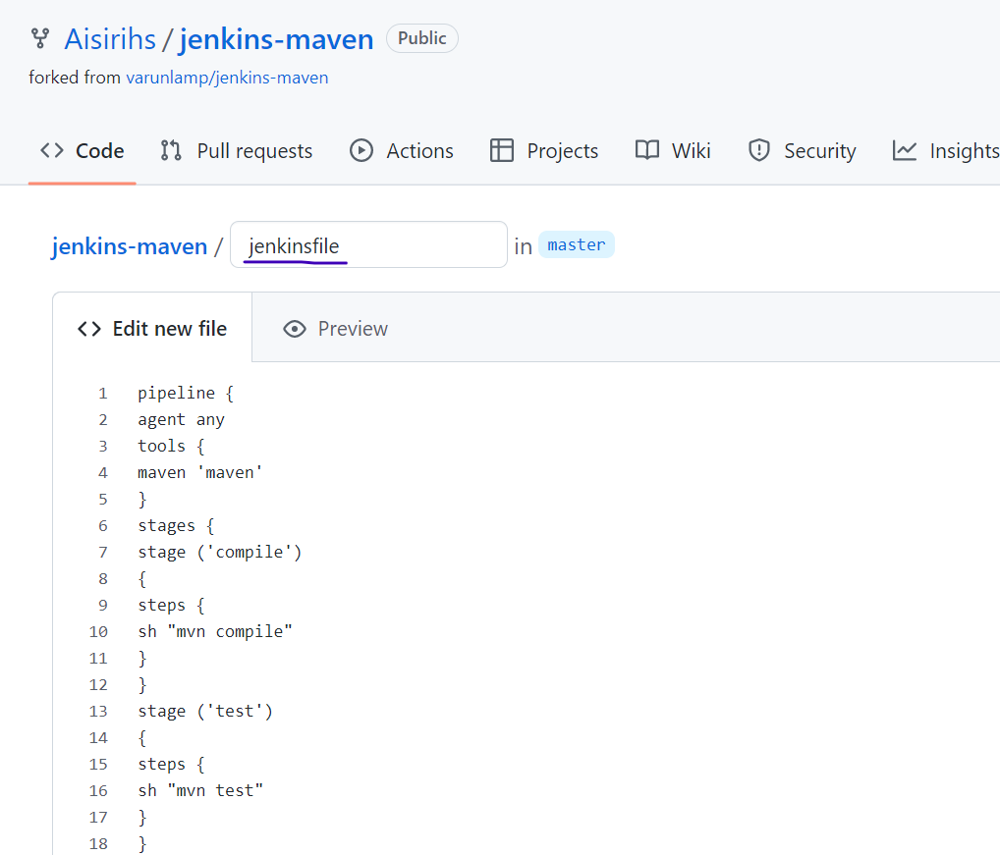 Aisirihs / jenkins-maven Public
forked from varunlamp/jenkins-maven
Code Pull requests Actions Projects Wiki Security Insights
jenkins-maven / jenkinsfile in master
Edit new file Preview
1 pipeline {
2 agent any
3 tools {
4 maven 'maven'
5 }
6 stages {
7 stage ('compile')
8 {
9 steps {
10 sh "mvn compile"
11 }
12 }
13 stage ('test')
14 {
15 steps {
16 sh "mvn test"
17 }
18 }